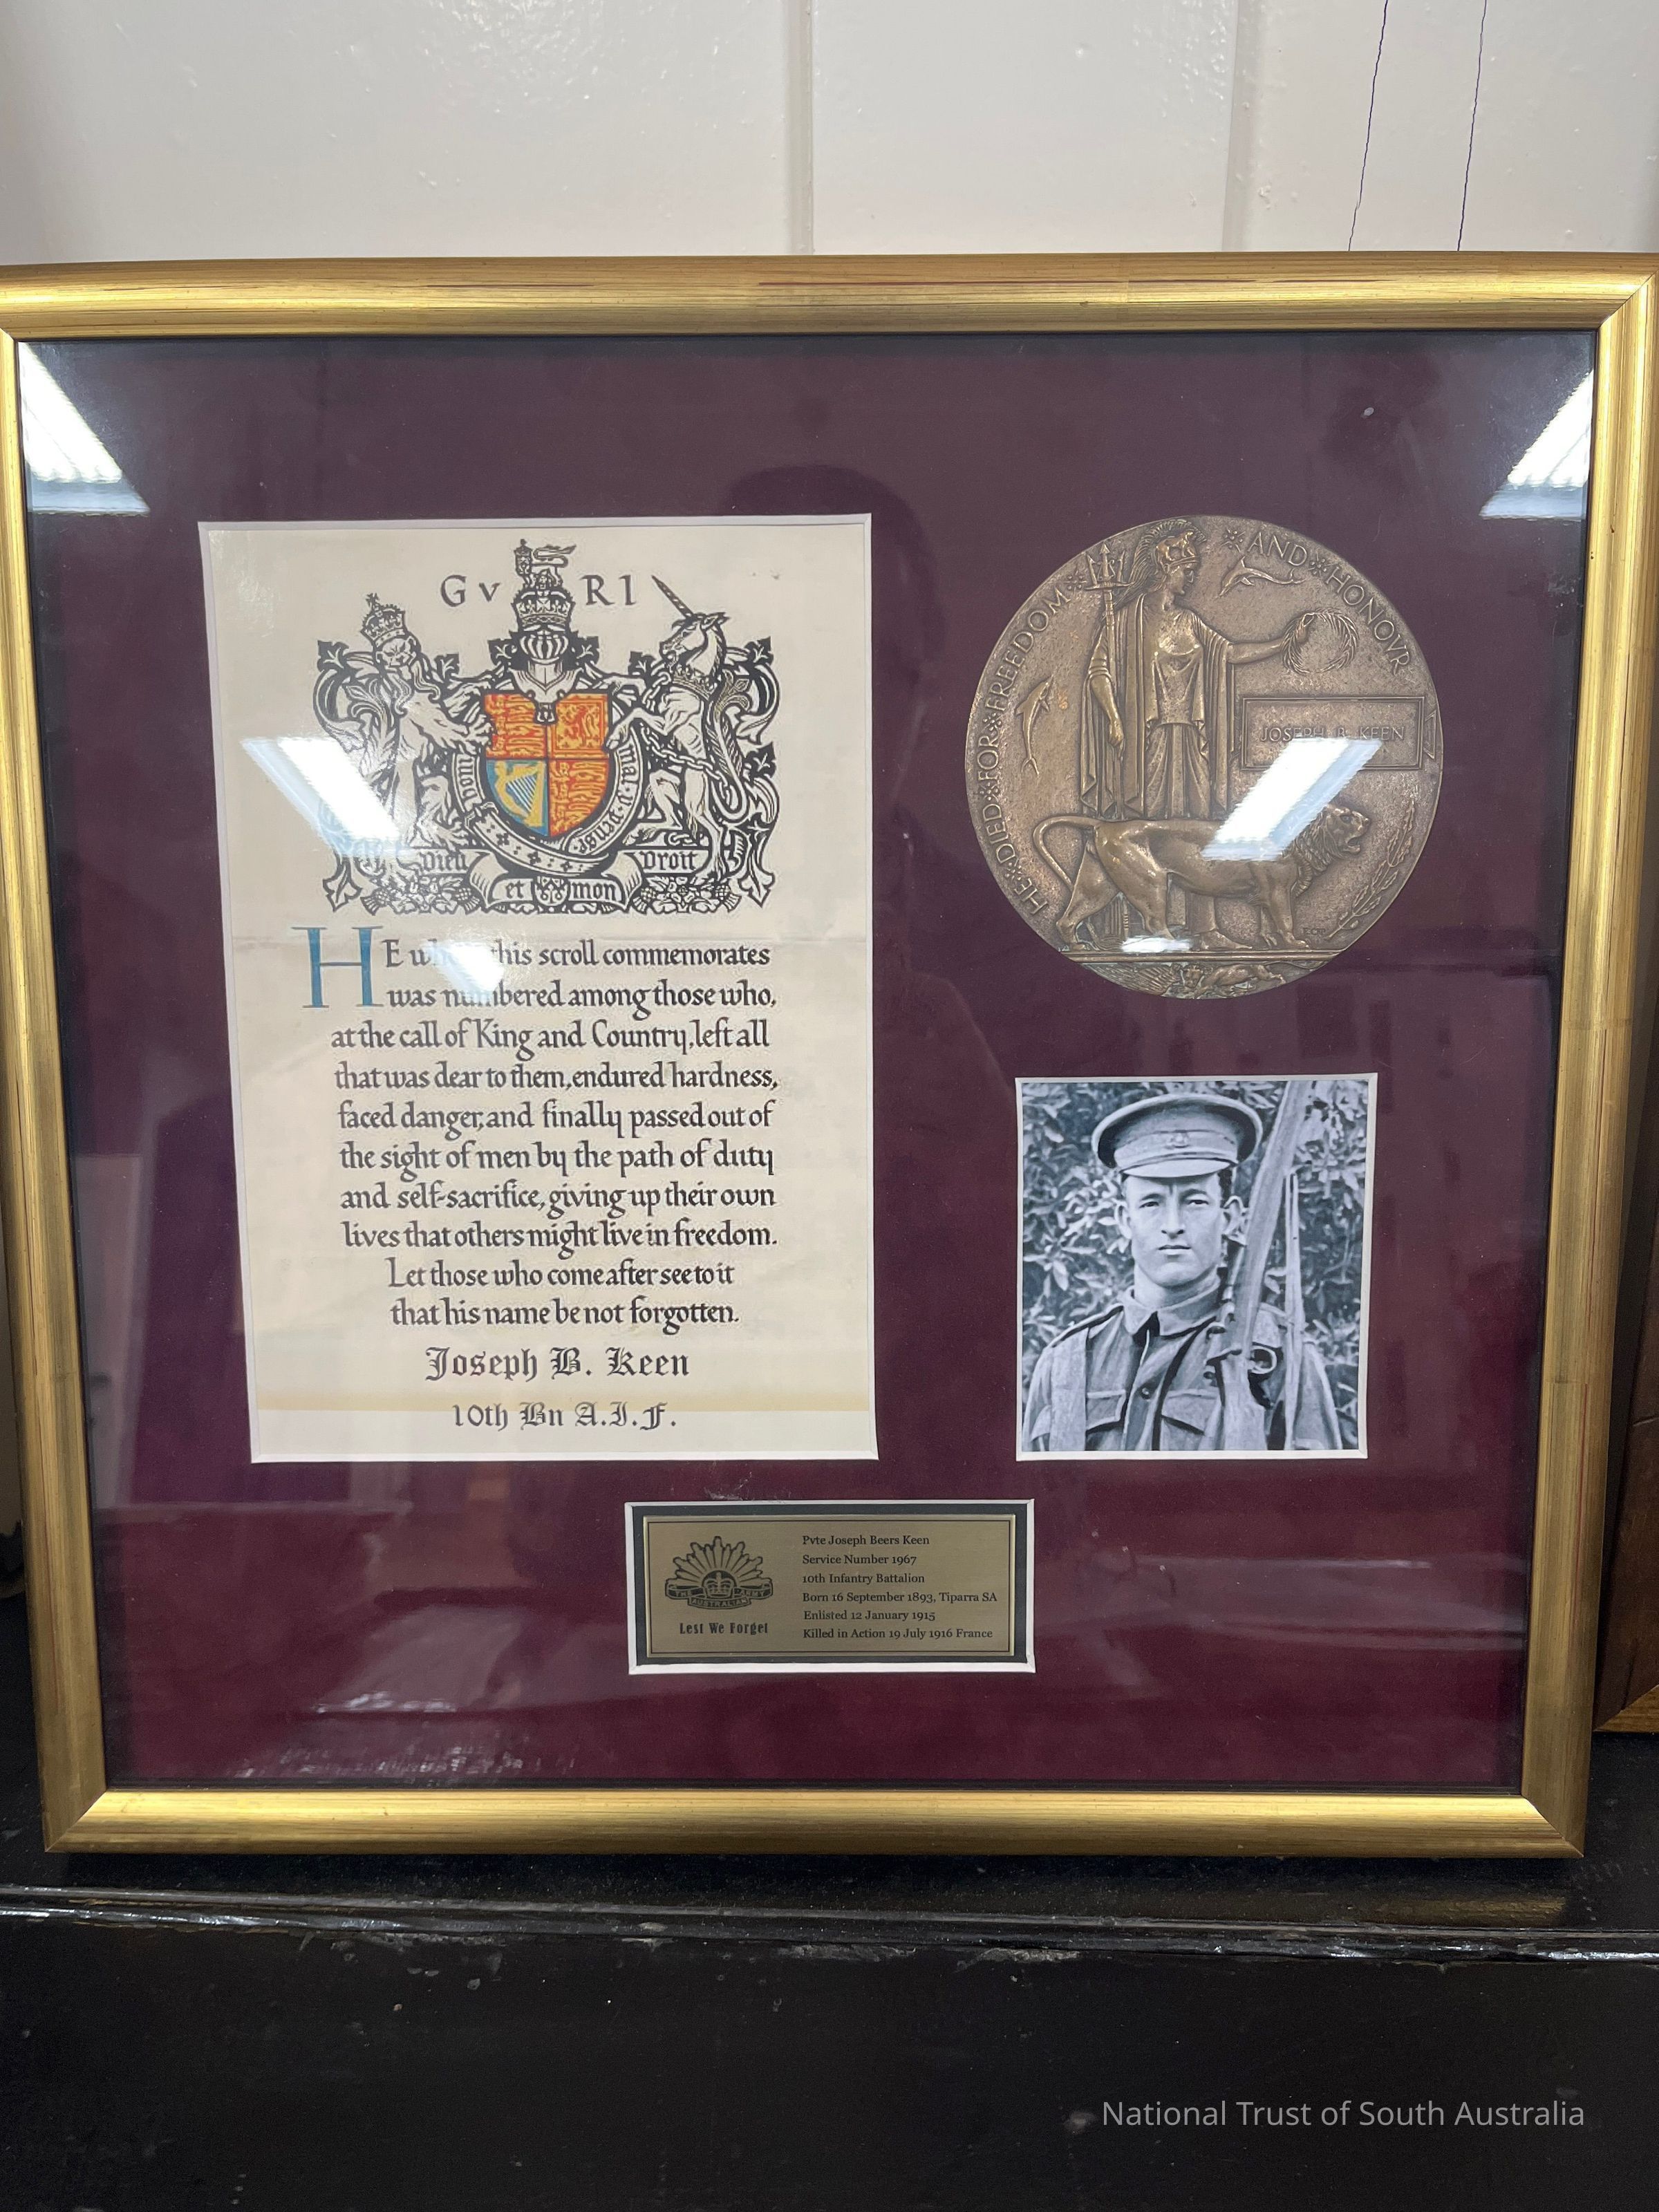 G V R I
Dieu et mon Droit
HE this scroll commemorates
was numbered among those who,
at the call of King and Country, left all
that was dear to them, endured hardness,
faced danger, and finally passed out of
the sight of men by the path of duty
and self-sacrifice, giving up their own
lives that others might live in freedom.
Let those who come after see to it
that his name be not forgotten.
Joseph B. Keen
10th Bn A.I.F.
HE DIED FOR FREEDOM AND HONOVR
JOSEPH B. KEEN
ECP
THE ARMY
AUSTRALIAN
Lest We Forget
Pvte Joseph Beers Keen
Service Number 1967
10th Infantry Battalion
Born 16 September 1893, Tiparra SA
Enlisted 12 January 1915
Killed in Action 19 July 1916 France
National Trust of South Australia